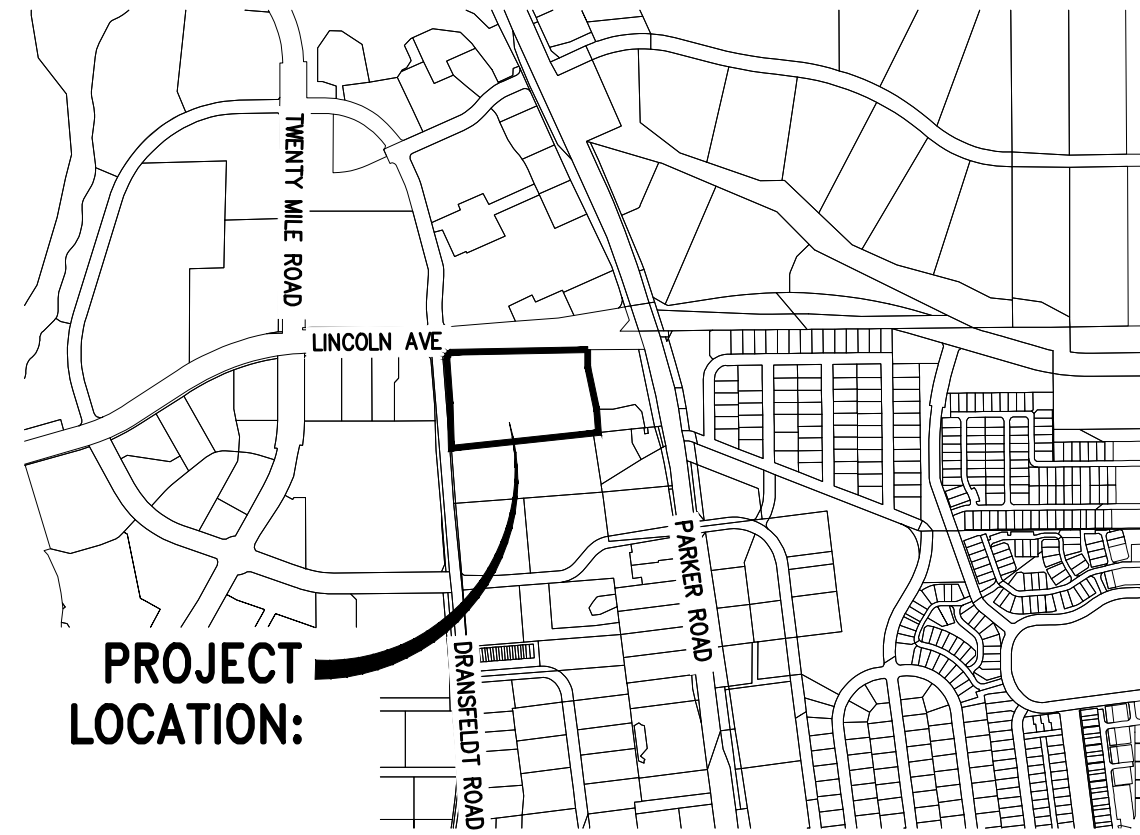 TWENTY MILE ROAD
LINCOLN AVE
PARKER ROAD
PROJECT
LOCATION:
DRANSFELDT ROAD